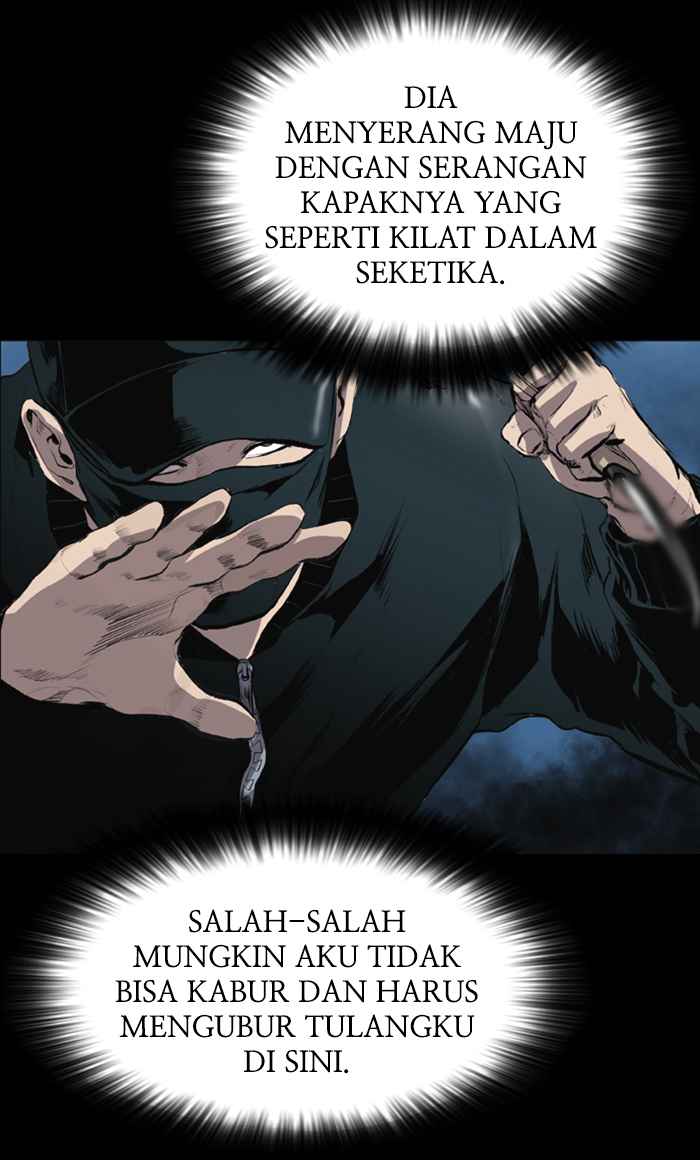 DIA
MENYERANG MAJU
DENGAN SERANGAN
KAPAKNYA YANG
SEPERTI KILAT DALAM
SEKETIKA.
SALAH-SALAH
MUNGKIN AKU TIDAK
BISA KABUR DAN HARUS
MENGUBUR TULANGKU
DI SINI.